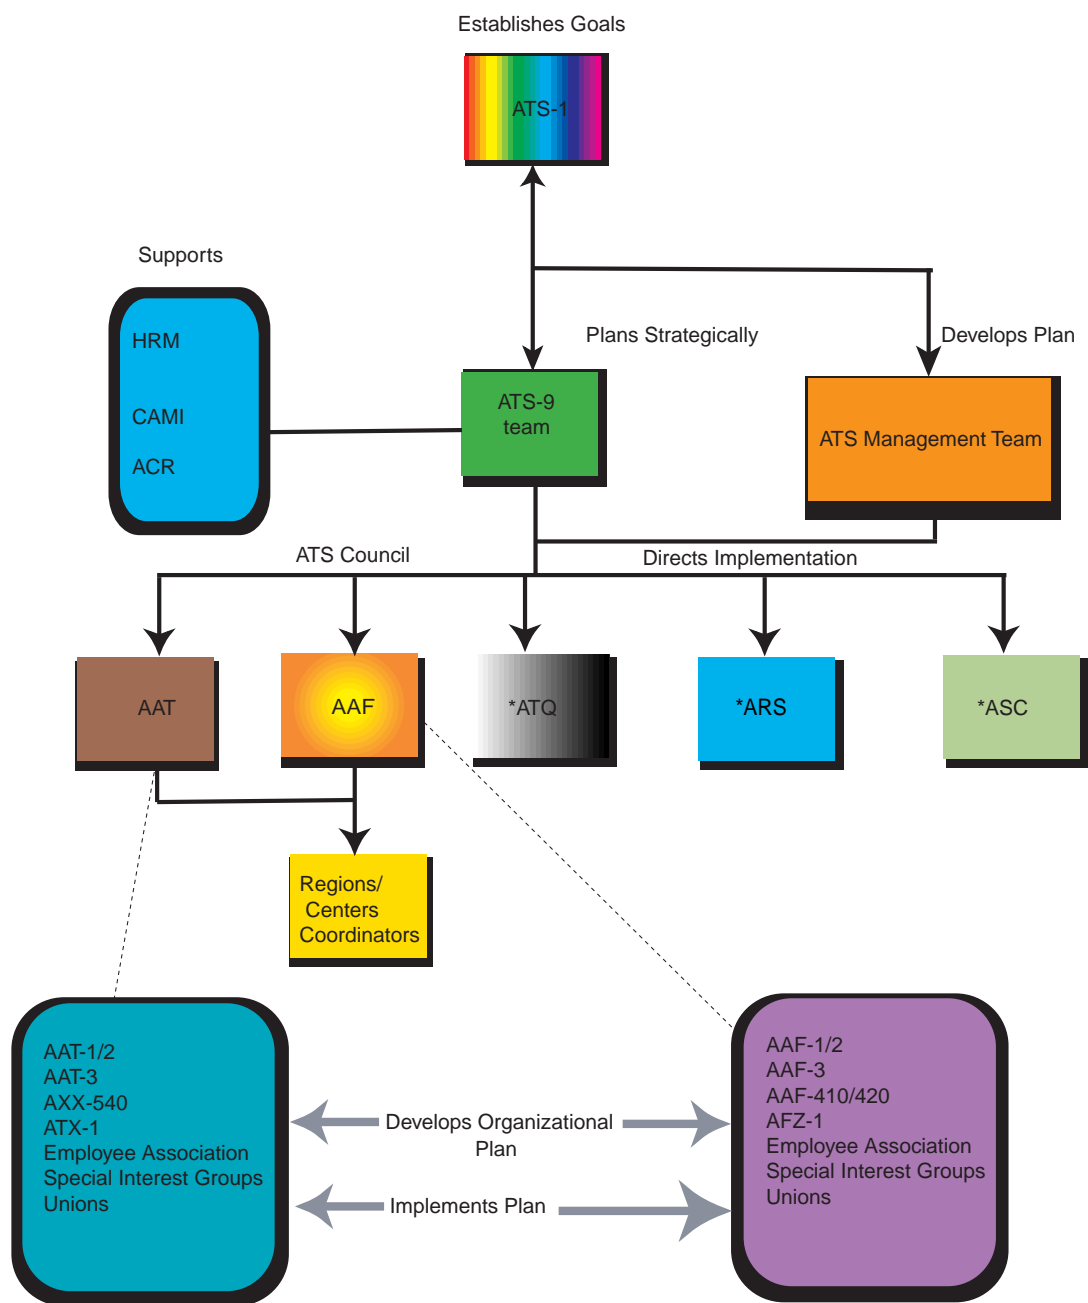 Establishes Goals
ATS-1
Supports
HRM
CAMI
ACR
Plans Strategically
Develops Plan
ATS-9
team
ATS Management Team
ATS Council
Directs Implementation
AAT
AAF
*ATQ
*ARS
*ASC
Regions/
Centers
Coordinators
AAT-1/2
AAT-3
AXX-540
ATX-1
Employee Association
Special Interest Groups
Unions
Develops Organizational
Plan
Implements Plan
AAF-1/2
AAF-3
AAF-410/420
AFZ-1
Employee Association
Special Interest Groups
Unions